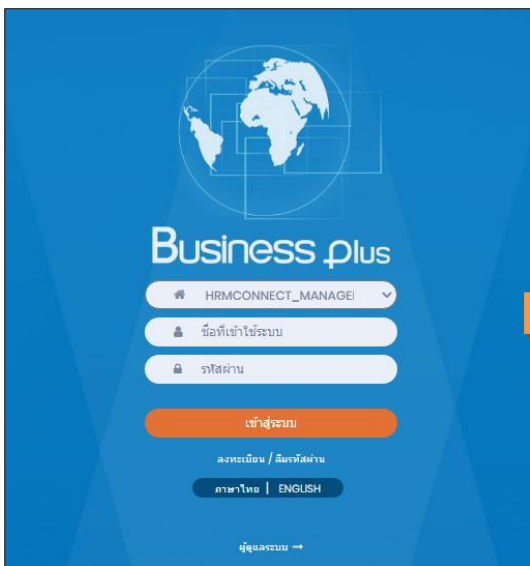 Business Plus
HRMCONNECT_MANAGE
ชื่อที่เข้าใช้ระบบ
รหัสผ่าน
เข้าสู่ระบบ
ลงทะเบียน / ลืมรหัสผ่าน
ภาษาไทย | ENGLISH
ผู้ดูแลระบบ →